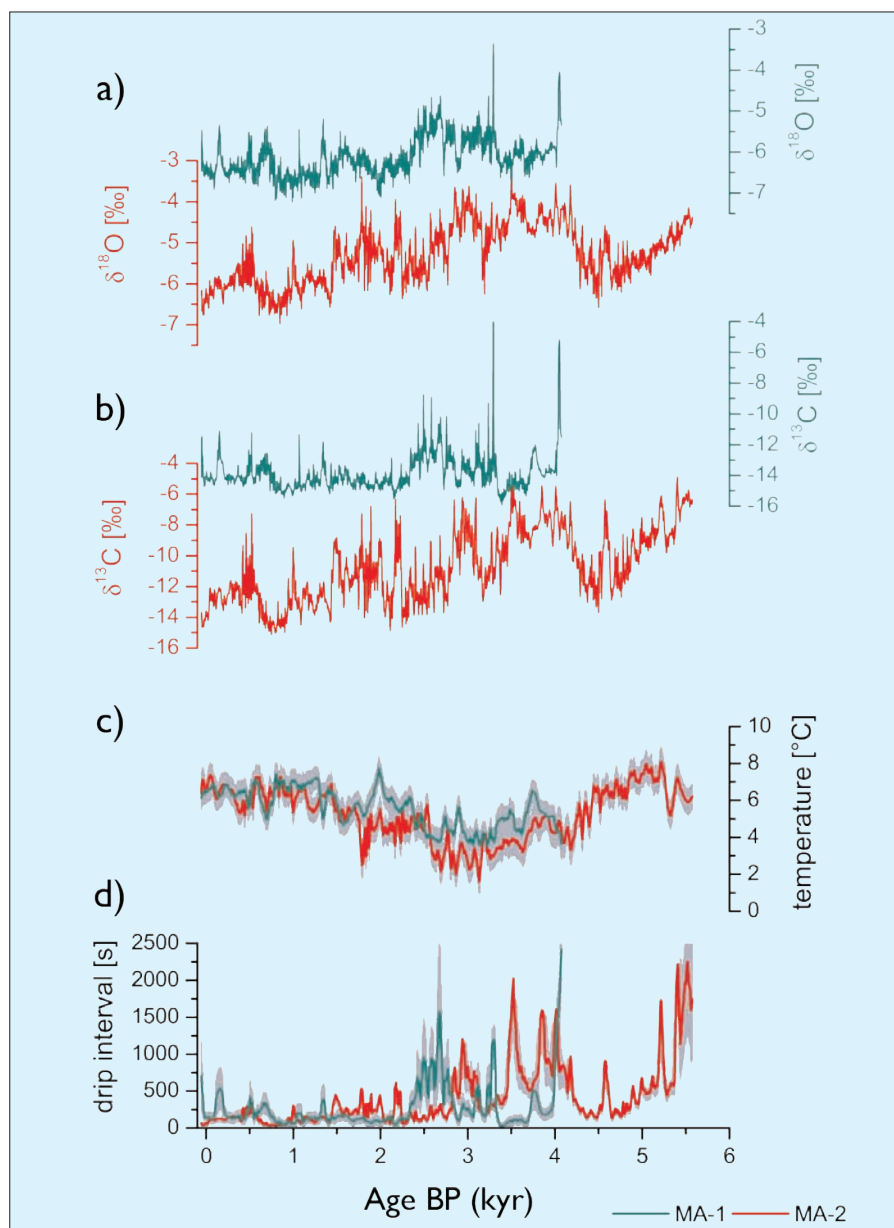 a)
-3
-4
-5
-6
-7
δ18O [‰]
-3
-4
-5
-6
-7
δ18O [‰]
b)
-4
-6
-8
-10
-12
-14
-16
δ13C [‰]
-4
-6
-8
-10
-12
-14
-16
δ13C [‰]
c)
10
8
6
4
2
0
temperature [°C]
d)
2500
2000
1500
1000
500
0
drip interval [s]
0 1 2 3 4 5 6
Age BP (kyr)
MA-1 MA-2